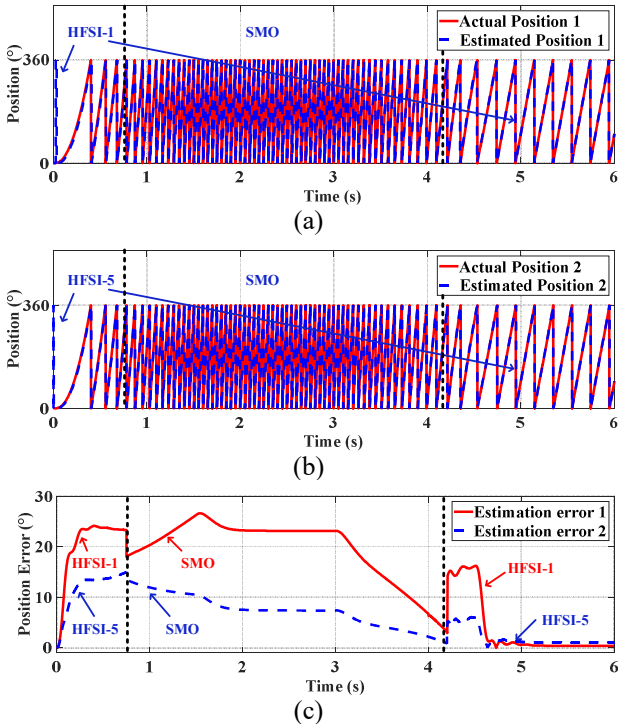 HFSI-1
SMO
Actual Position 1
Estimated Position 1
Position (°)
360
0
0 1 2 3 4 5 6
Time (s)
(a)
HFSI-5
SMO
Actual Position 2
Estimated Position 2
Position (°)
360
0
0 1 2 3 4 5 6
Time (s)
(b)
Estimation error 1
Estimation error 2
Position Error (°)
30
20
10
0
HFSI-1
SMO
HFSI-5
SMO
HFSI-1
HFSI-5
0 1 2 3 4 5 6
Time (s)
(c)